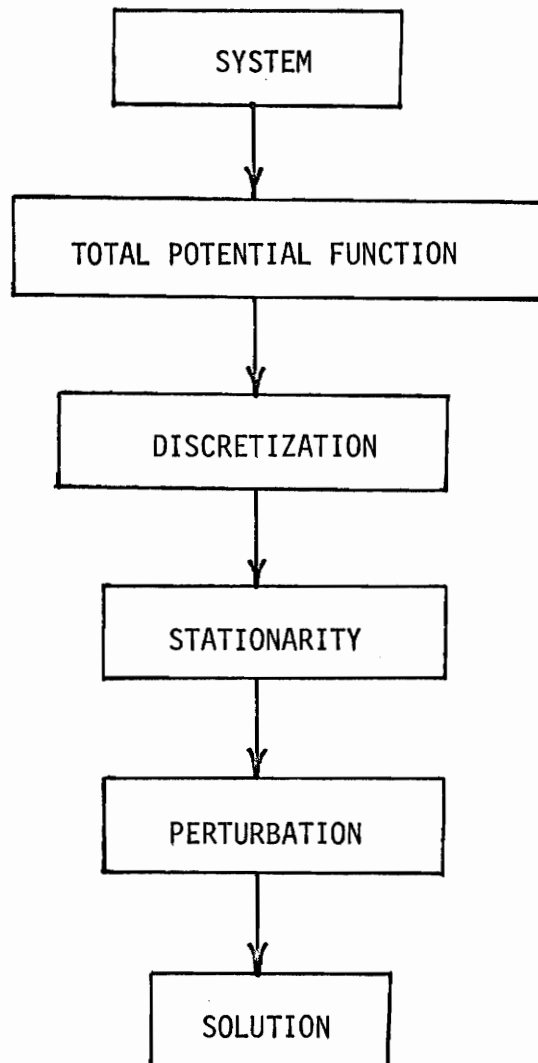 SYSTEM
TOTAL POTENTIAL FUNCTION
DISCRETIZATION
STATIONARITY
PERTURBATION
SOLUTION